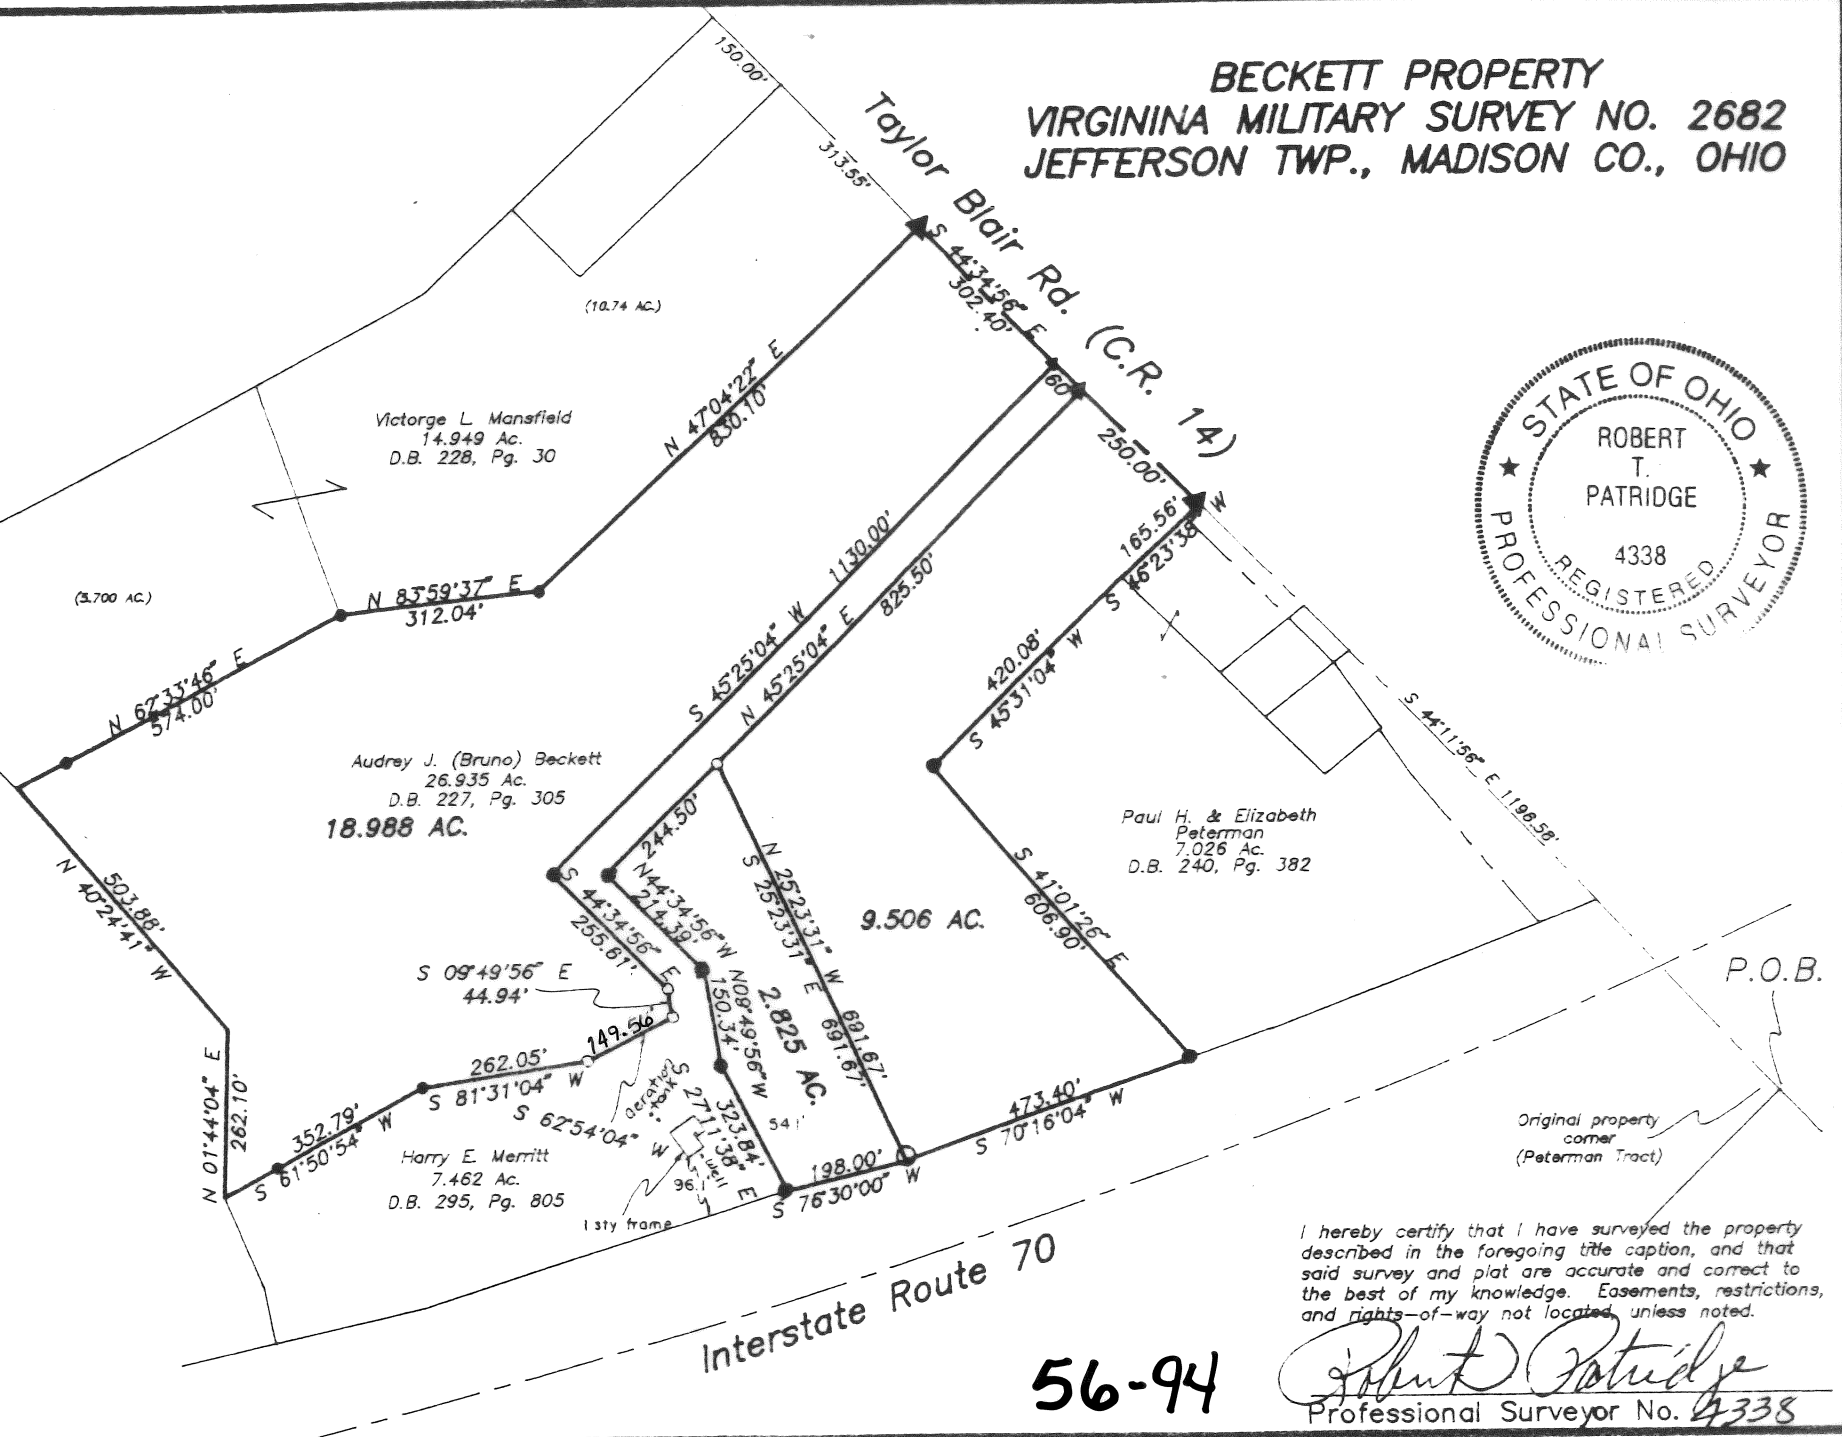 BECKETT PROPERTY
VIRGININA MILITARY SURVEY NO. 2682
JEFFERSON TWP., MADISON CO., OHIO
150.00'
313.55'
Taylor Blair Rd. (C.R. 14)
S 44°34'56" E
302.40'
60'
250.00'
(10.74 AC.)
Victorge L. Mansfield
14.949 Ac.
D.B. 228, Pg. 30
N 47°04'22" E
830.10'
STATE OF OHIO
PROFESSIONAL SURVEYOR
ROBERT
T.
PATRIDGE
4338
REGISTERED
165.56'
S 46°23'38" W
1130.00'
S 45°25'04" W
825.50'
N 45°25'04" E
420.08'
S 45°31'04" W
(5.700 AC.)
N 83°59'37" E
312.04'
N 62°33'46" E
574.00'
S 44°11'56" E 1198.58'
Audrey J. (Bruno) Beckett
26.935 Ac.
D.B. 227, Pg. 305
18.988 AC.
244.50'
Paul H. & Elizabeth
Peterman
7.026 Ac.
D.B. 240, Pg. 382
503.88'
N 40°24'41" W
S 44°34'56" E
255.61'
N44°34'56" W
214.39'
N 25°23'31" W 691.67'
S 25°23'31" E 691.67'
9.506 AC.
S 41°01'26" E
606.90'
S 09°49'56" E
44.94'
N09°49'56" W
150.34'
2.825 AC.
P.O.B.
149.56'
S 62°54'04" W
262.05'
S 81°31'04" W
aeration
tank
S 27°11'38" E
323.84'
N 01°44'04" E
262.10'
352.79'
S 61°50'54" W
473.40'
S 70°16'04" W
54'
Original property
corner
(Peterman Tract)
Harry E. Merritt
7.462 Ac.
D.B. 295, Pg. 805
well
96.1'
1 sty frame
198.00'
S 76°30'00" W
Interstate Route 70
I hereby certify that I have surveyed the property
described in the foregoing title caption, and that
said survey and plat are accurate and correct to
the best of my knowledge. Easements, restrictions,
and rights-of-way not located, unless noted.
56-94
Robert T Patridge
Professional Surveyor No. 4338